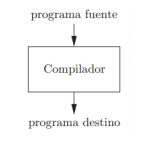 programa fuente
Compilador
programa destino